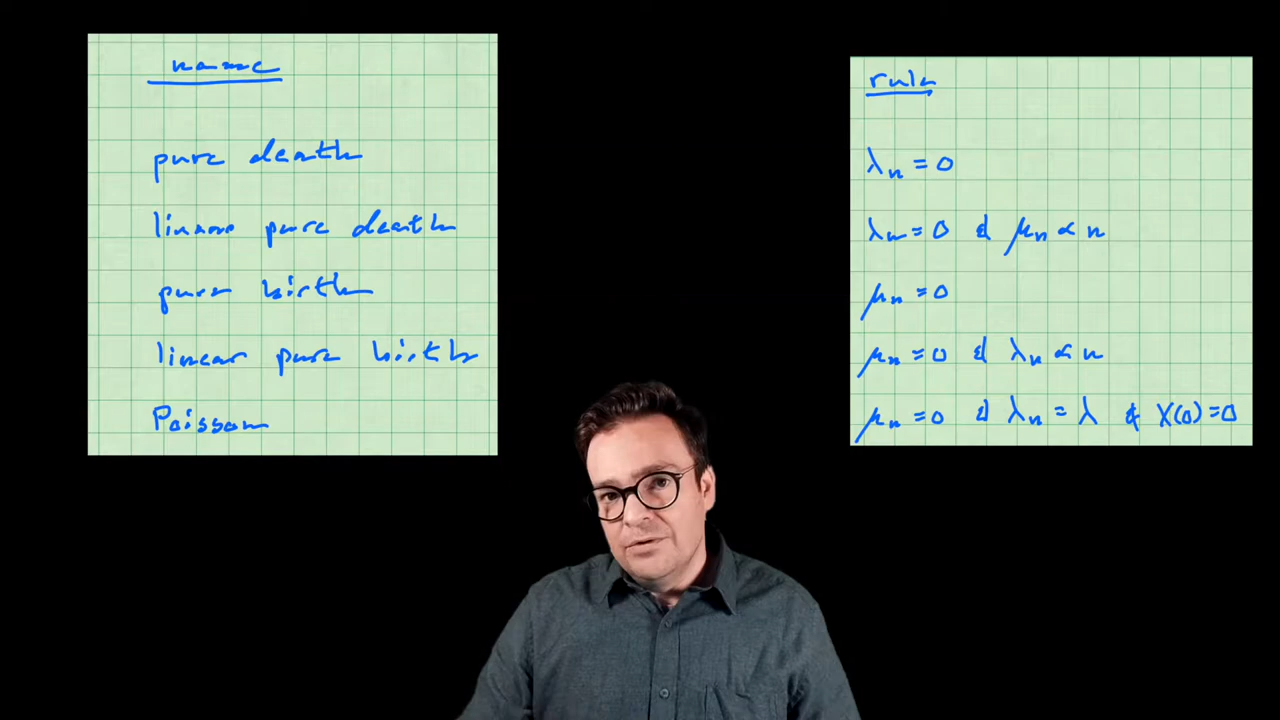 name
pure death
linear pure death
pure birth
linear pure birth
Poisson
rule
λₙ = 0
λₙ = 0 & μₙ ∝ n
μₙ = 0
μₙ = 0 & λₙ ∝ n
μₙ = 0 & λₙ = λ & X(0) = 0